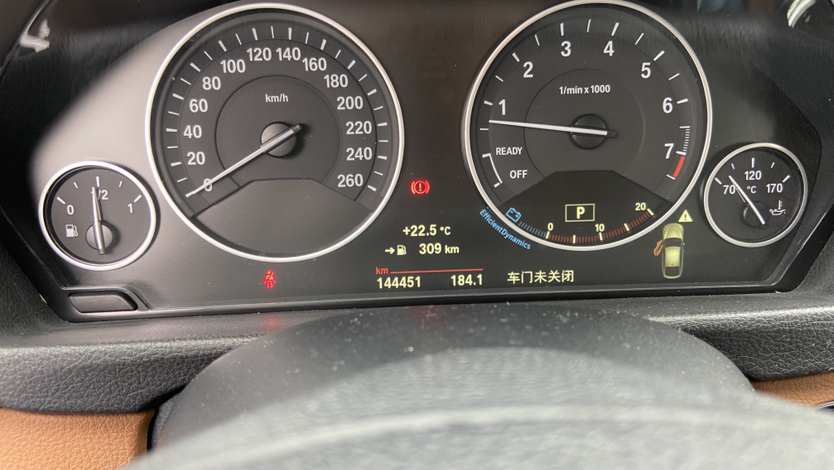 km/h
0
20
40
60
80
100
120
140
160
180
200
220
240
260
1/min x 1000
1
2
3
4
5
6
7
READY
OFF
0
1/2
1
70
120
°C
170
+22.5 °C
309 km
km
144451 184.1
车门未关闭
P
0
10
20
EfficientDynamics